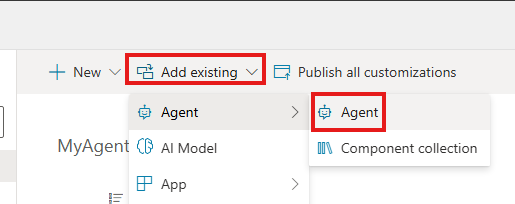 New Add existing Publish all customizations
Agent Agent
MyAgent AI Model Component collection
App